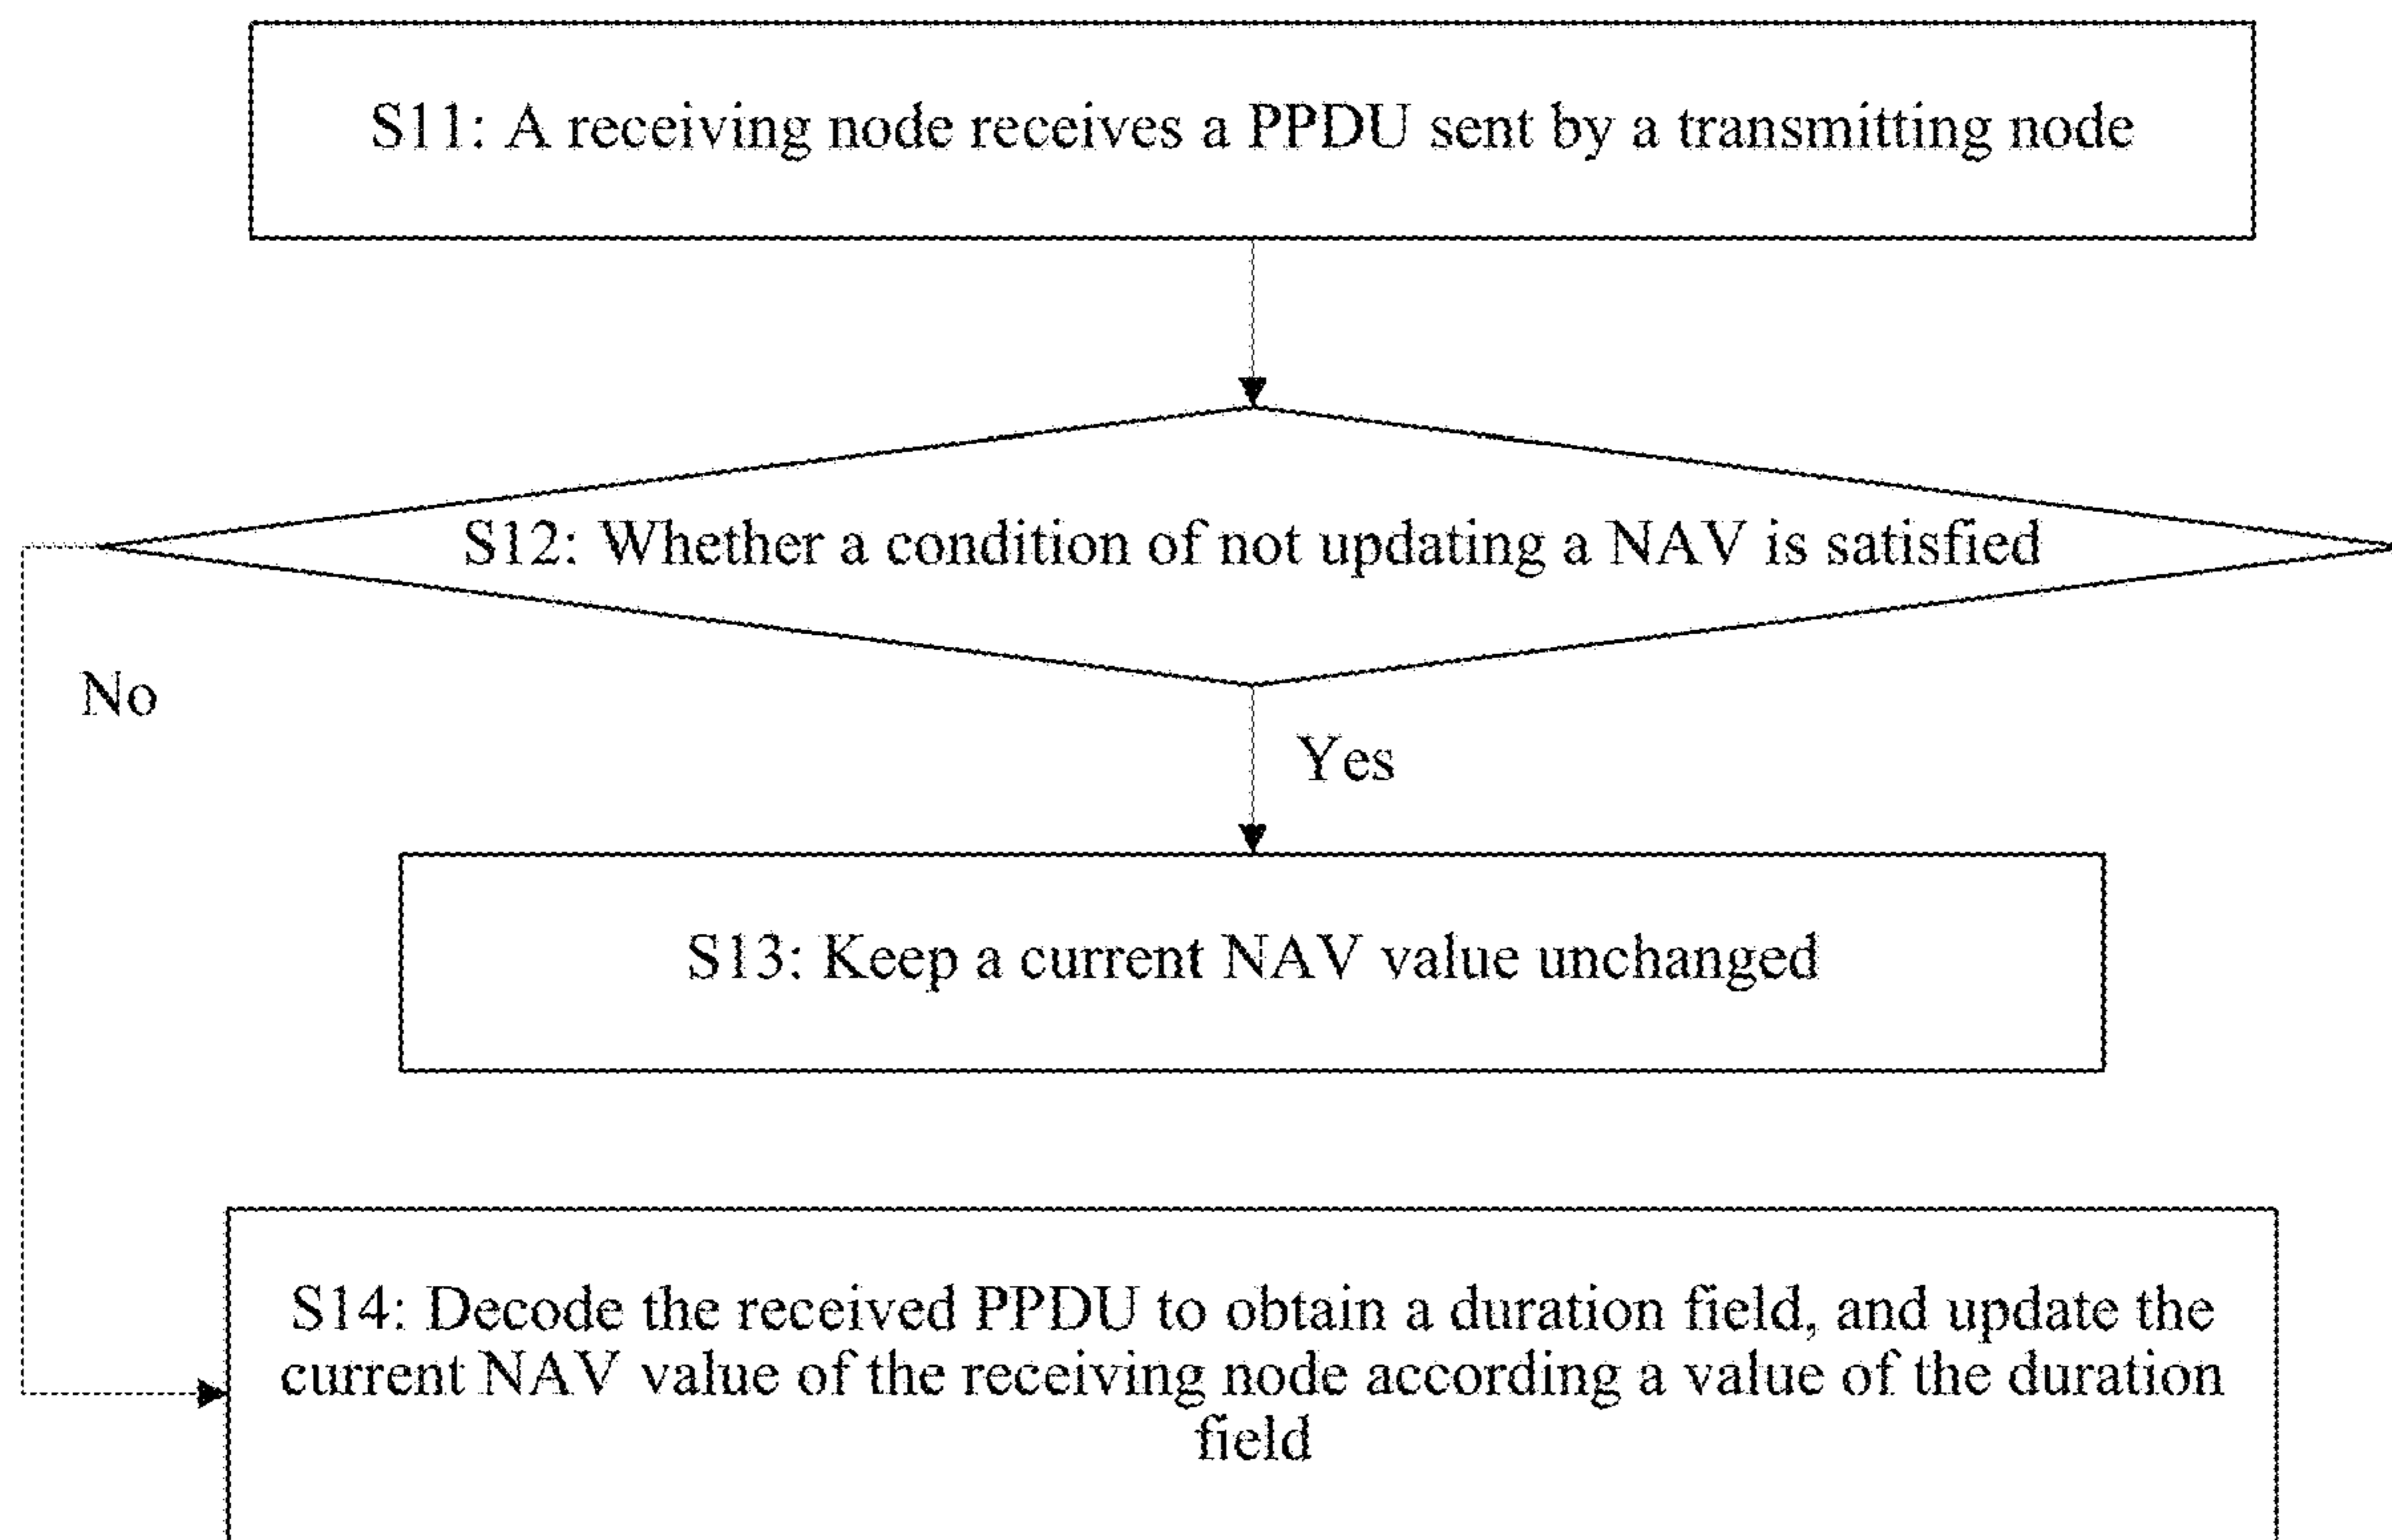 S11: A receiving node receives a PPDU sent by a transmitting node
S12: Whether a condition of not updating a NAV is satisfied
No
Yes
S13: Keep a current NAV value unchanged
S14: Decode the received PPDU to obtain a duration field, and update the
current NAV value of the receiving node according a value of the duration
field